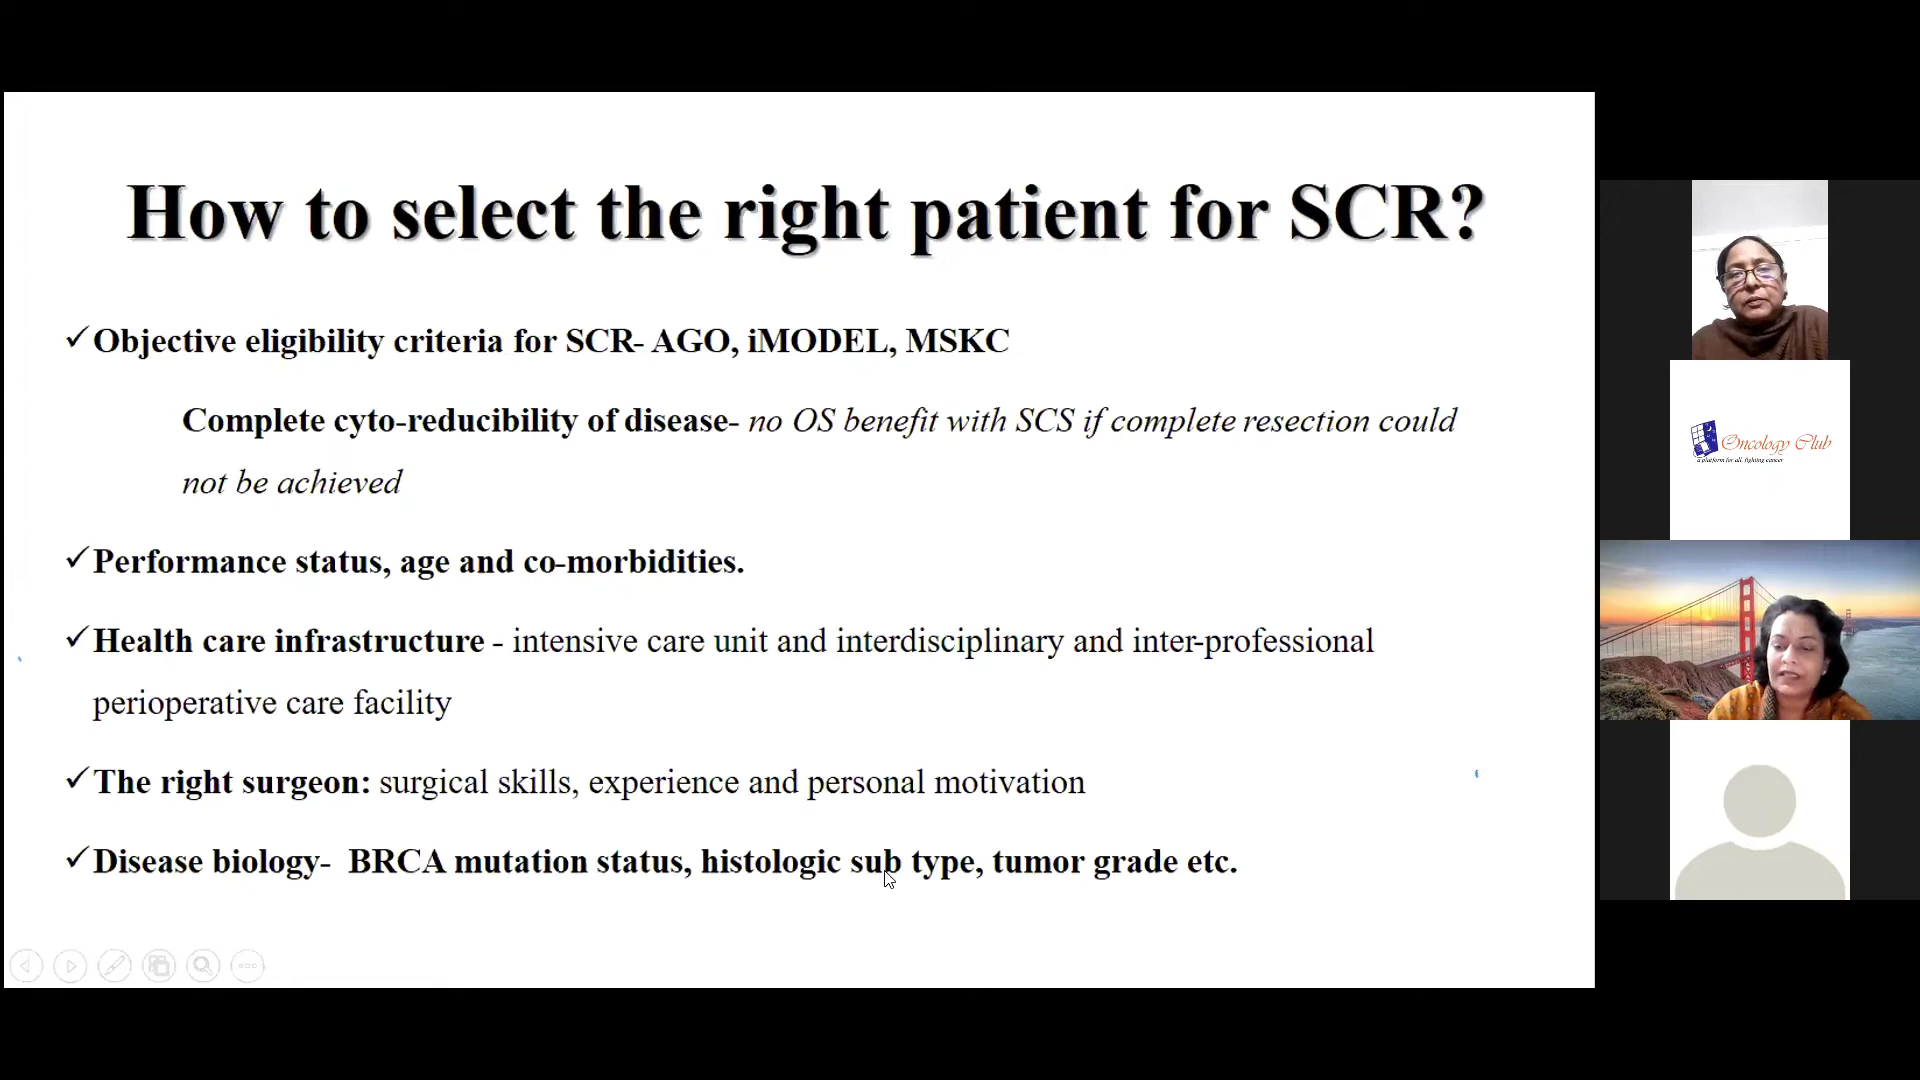 How to select the right patient for SCR?
✓Objective eligibility criteria for SCR- AGO, iMODEL, MSKC
Complete cyto-reducibility of disease- no OS benefit with SCS if complete resection could
not be achieved
✓Performance status, age and co-morbidities.
✓Health care infrastructure - intensive care unit and interdisciplinary and inter-professional
perioperative care facility
✓The right surgeon: surgical skills, experience and personal motivation
✓Disease biology- BRCA mutation status, histologic sub type, tumor grade etc.
Oncology Club
a platform for all, fighting cancer